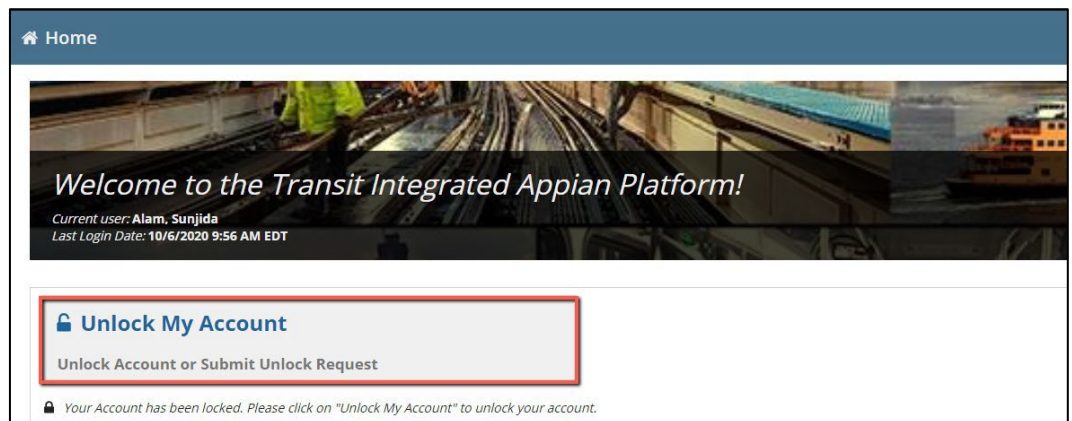 Home
Welcome to the Transit Integrated Appian Platform!
Current user: Alam, Sunjida
Last Login Date: 10/6/2020 9:56 AM EDT
Unlock My Account
Unlock Account or Submit Unlock Request
Your Account has been locked. Please click on "Unlock My Account" to unlock your account.